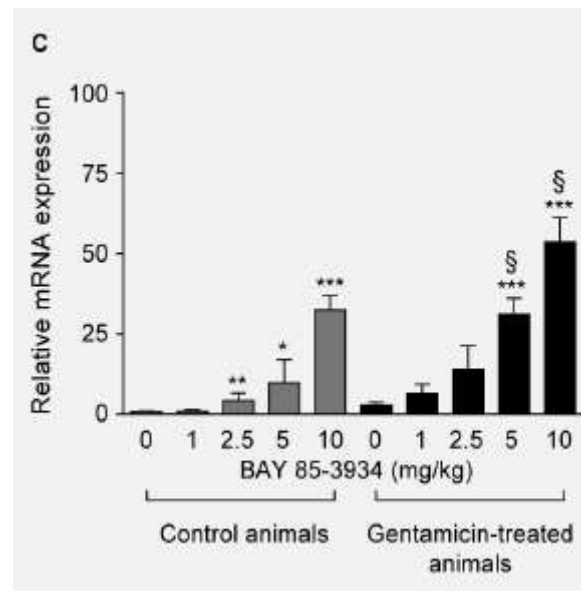 C
Relative mRNA expression
100
75
50
25
0
** * *** § *** § ***
0 1 2.5 5 10 0 1 2.5 5 10
BAY 85-3934 (mg/kg)
Control animals Gentamicin-treated
animals